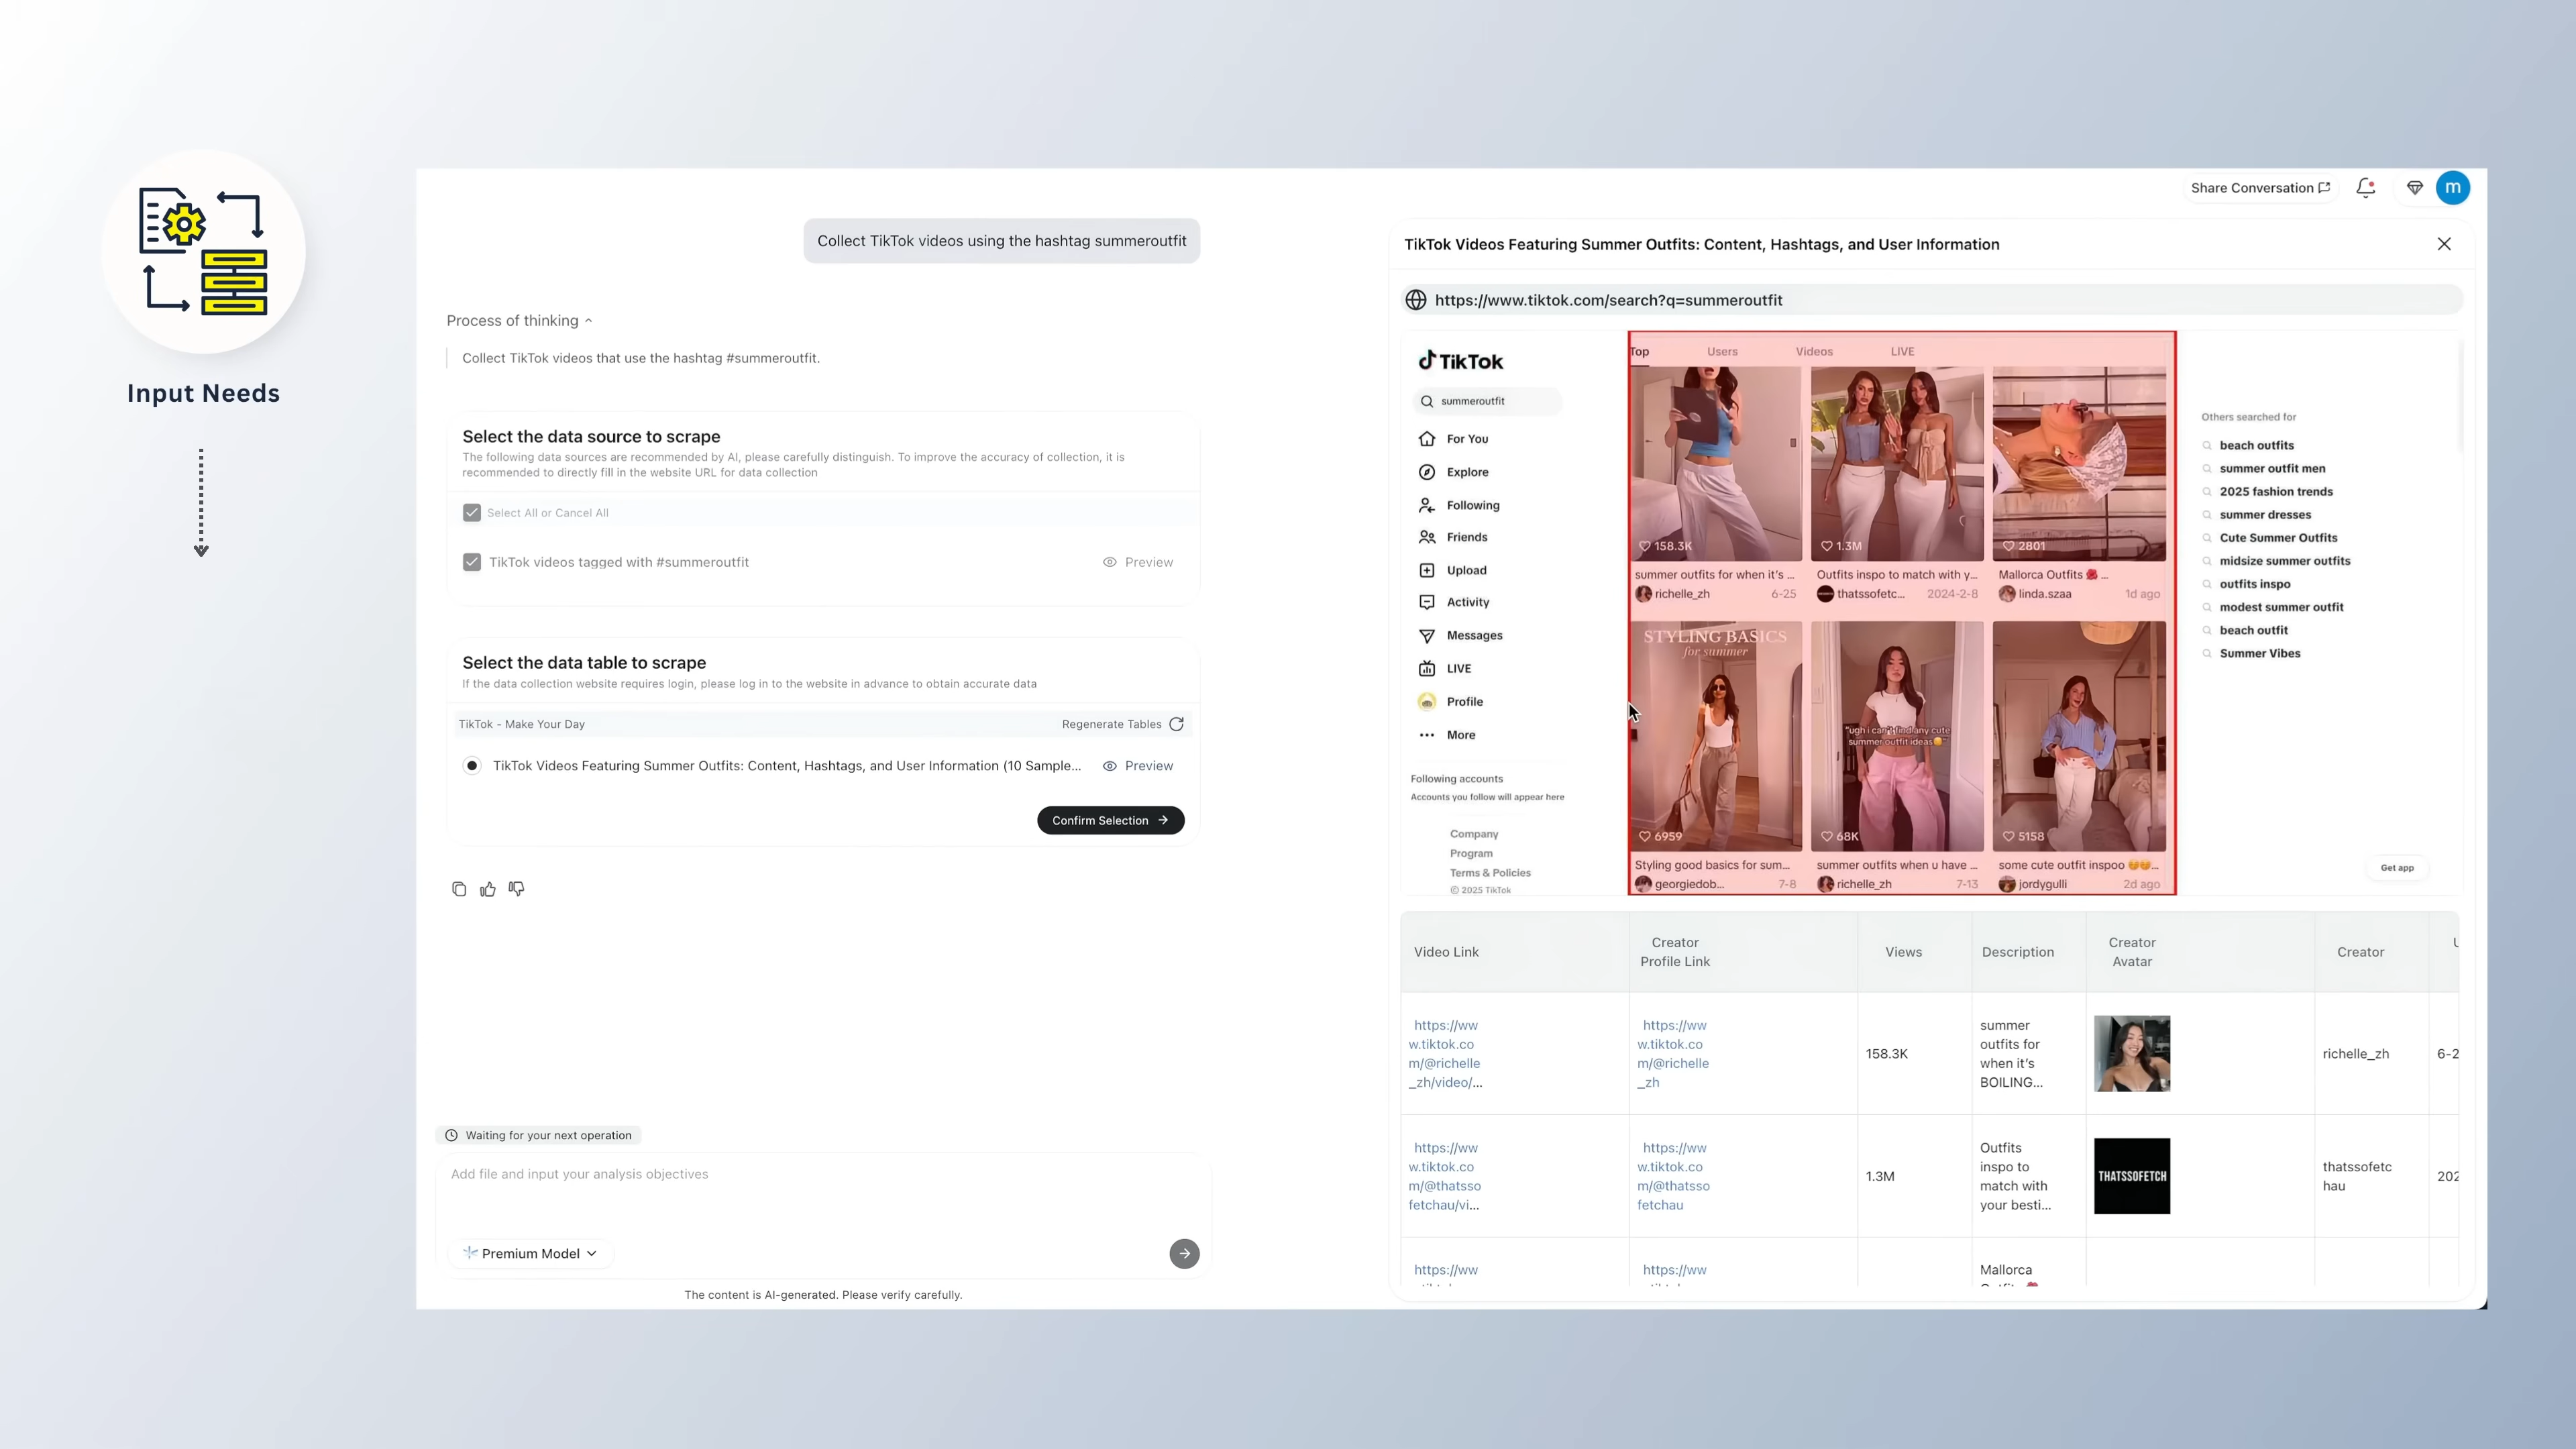 Input Needs
Share Conversation
m
Collect TikTok videos using the hashtag summeroutfit
Process of thinking
Collect TikTok videos that use the hashtag #summeroutfit.
Select the data source to scrape
The following data sources are recommended by AI, please carefully distinguish. To improve the accuracy of collection, it is
recommended to directly fill in the website URL for data collection
Select All or Cancel All
TikTok videos tagged with #summeroutfit
Preview
Select the data table to scrape
If the data collection website requires login, please log in to the website in advance to obtain accurate data
TikTok - Make Your Day
Regenerate Tables
TikTok Videos Featuring Summer Outfits: Content, Hashtags, and User Information (10 Sample...
Preview
Confirm Selection
Waiting for your next operation
Add file and input your analysis objectives
Premium Model
The content is AI-generated. Please verify carefully.
TikTok Videos Featuring Summer Outfits: Content, Hashtags, and User Information
https://www.tiktok.com/search?q=summeroutfit
TikTok
summeroutfit
For You
Explore
Following
Friends
Upload
Activity
Messages
LIVE
Profile
More
Following accounts
Accounts you follow will appear here
Company
Program
Terms & Policies
© 2025 TikTok
Top
Users
Videos
LIVE
158.3K
1.3M
2801
summer outfits for when it's ...
Outfits inspo to match with y...
Mallorca Outfits 🌺 ...
richelle_zh
6-25
thatssofetc...
2024-2-8
linda.szaa
1d ago
STYLING BASICS
for summer
"ugh i can't find any cute
summer outfit ideas
6959
68K
5158
Styling good basics for sum...
summer outfits when u have ...
some cute outfit inspoo 😍😍...
georgiedob...
7-8
richelle_zh
7-13
jordygulli
2d ago
Others searched for
beach outfits
summer outfit men
2025 fashion trends
summer dresses
Cute Summer Outfits
midsize summer outfits
outfits inspo
modest summer outfit
beach outfit
Summer Vibes
Get app
Video Link
Creator
Profile Link
Views
Description
Creator
Avatar
Creator
https://ww
w.tiktok.co
m/@richelle
_zh/video/...
https://ww
w.tiktok.co
m/@richelle
_zh
158.3K
summer
outfits for
when it's
BOILING...
richelle_zh
6-2
https://ww
w.tiktok.co
m/@thatsso
fetchau/vi...
https://ww
w.tiktok.co
m/@thatsso
fetchau
1.3M
Outfits
inspo to
match with
your besti...
THATSSOFETCH
thatssofetc
hau
202
https://ww
https://ww
Mallorca